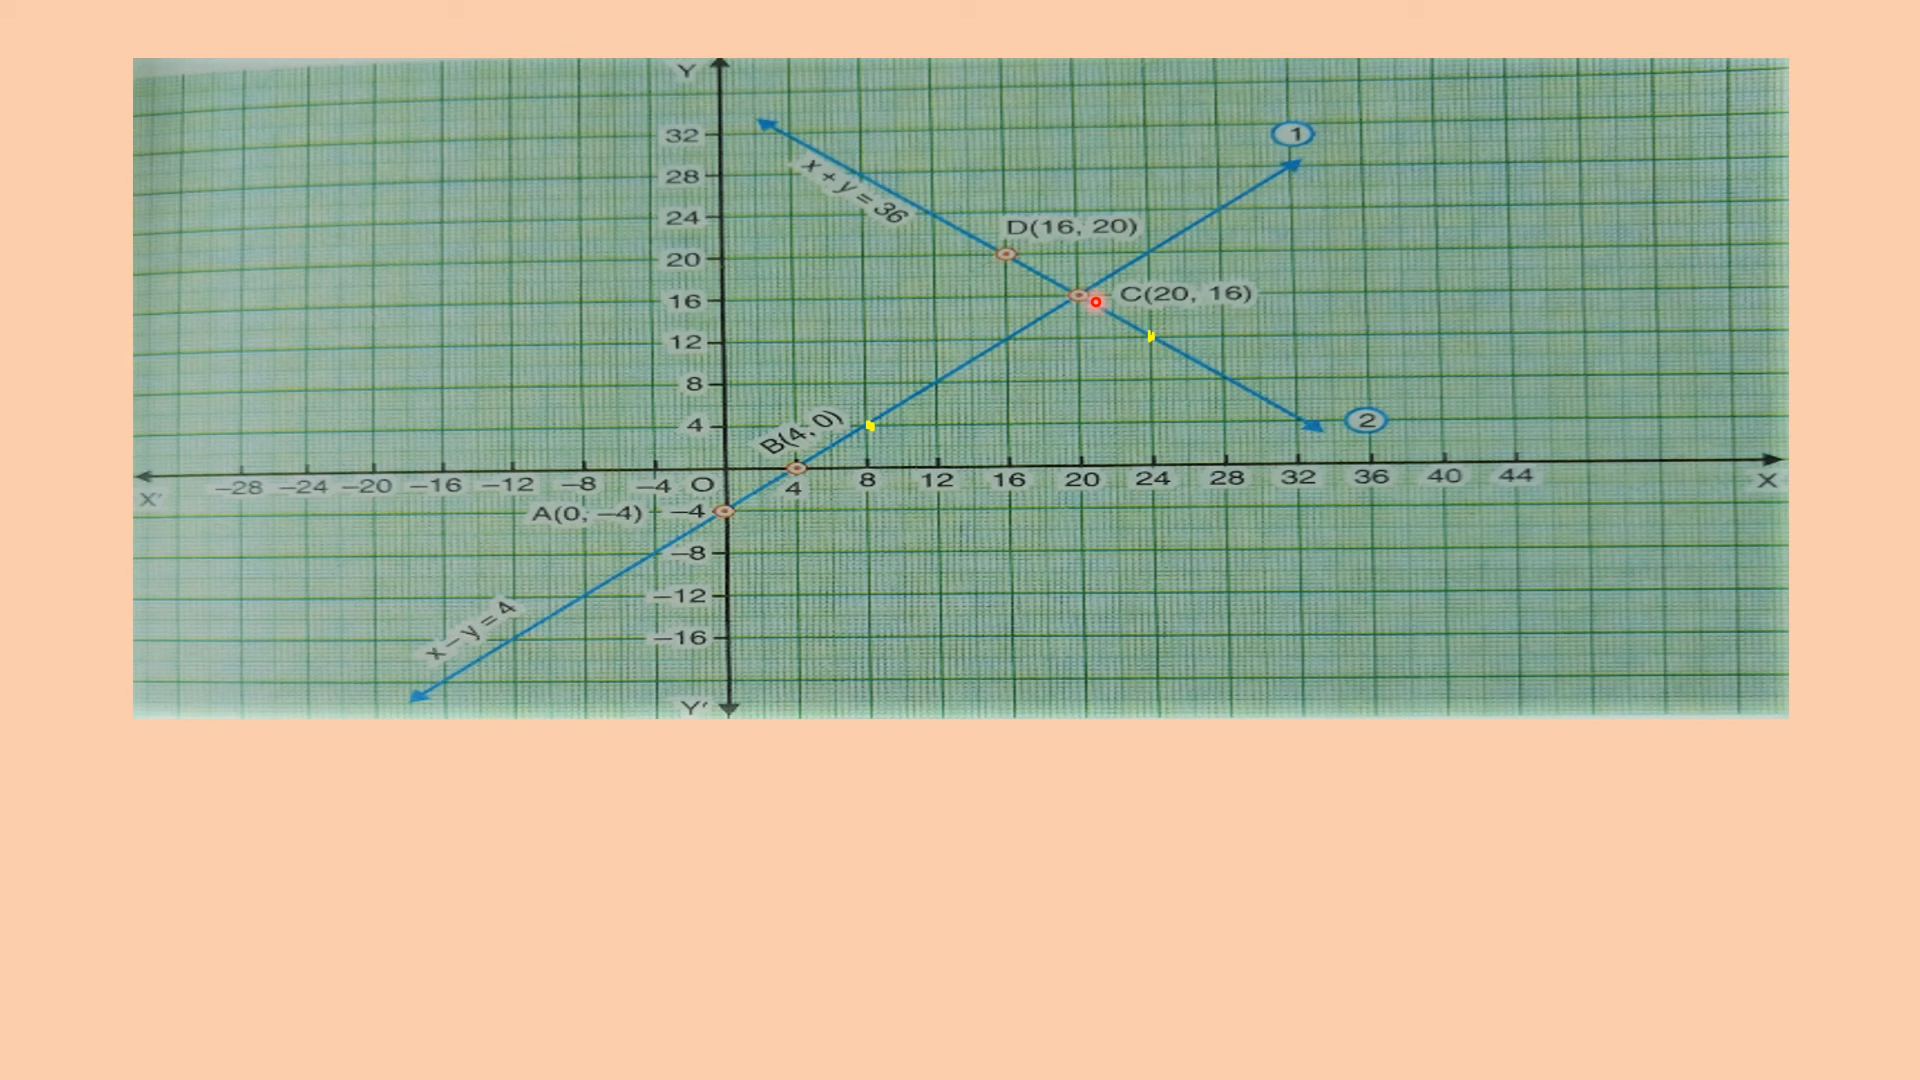 Y
1
32
x + y = 36
28
24
D(16, 20)
20
C(20, 16)
16
12
8
B(4, 0)
4
2
X′ −28 −24 −20 −16 −12 −8 −4 O 4 8 12 16 20 24 28 32 36 40 44 X
A(0, −4) −4
−8
−12
x − y = 4
−16
Y′